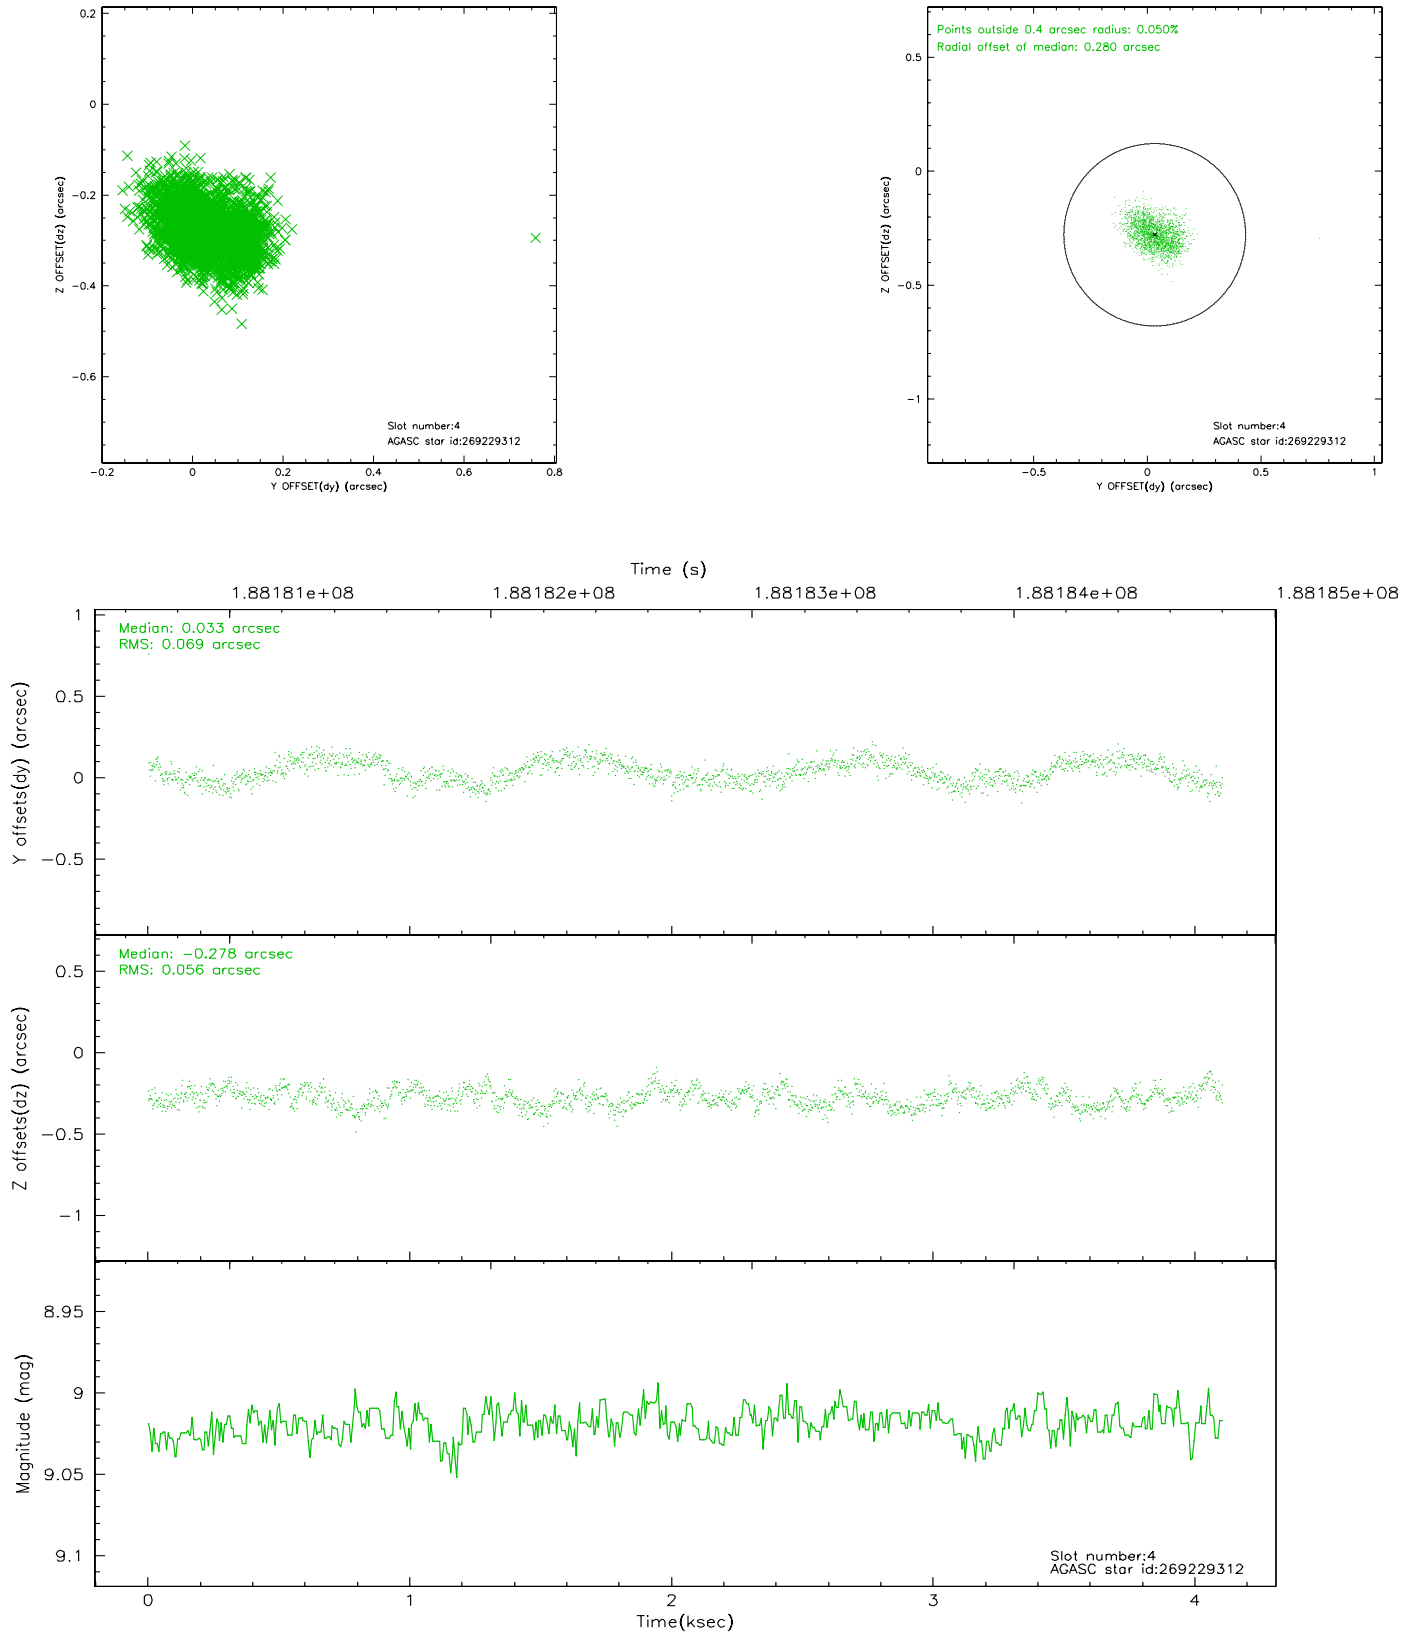 0.2
0
-0.2
-0.4
-0.6
-0.2
0
0.2
0.4
0.6
0.8
Z OFFSET(dz) (arcsec)
Y OFFSET(dy) (arcsec)
Slot number:4
AGASC star id:269229312
Points outside 0.4 arcsec radius: 0.050%
Radial offset of median: 0.280 arcsec
0.5
0
-0.5
-1
-0.5
0
0.5
1
Z OFFSET(dz) (arcsec)
Y OFFSET(dy) (arcsec)
Slot number:4
AGASC star id:269229312
Time (s)
1.88181e+08
1.88182e+08
1.88183e+08
1.88184e+08
1.88185e+08
Median: 0.033 arcsec
RMS: 0.069 arcsec
1
0.5
0
-0.5
Y offsets(dy) (arcsec)
Median: -0.278 arcsec
RMS: 0.056 arcsec
0.5
0
-0.5
-1
Z offsets(dz) (arcsec)
8.95
9
9.05
9.1
Magnitude (mag)
Slot number:4
AGASC star id:269229312
0
1
2
3
4
Time(ksec)